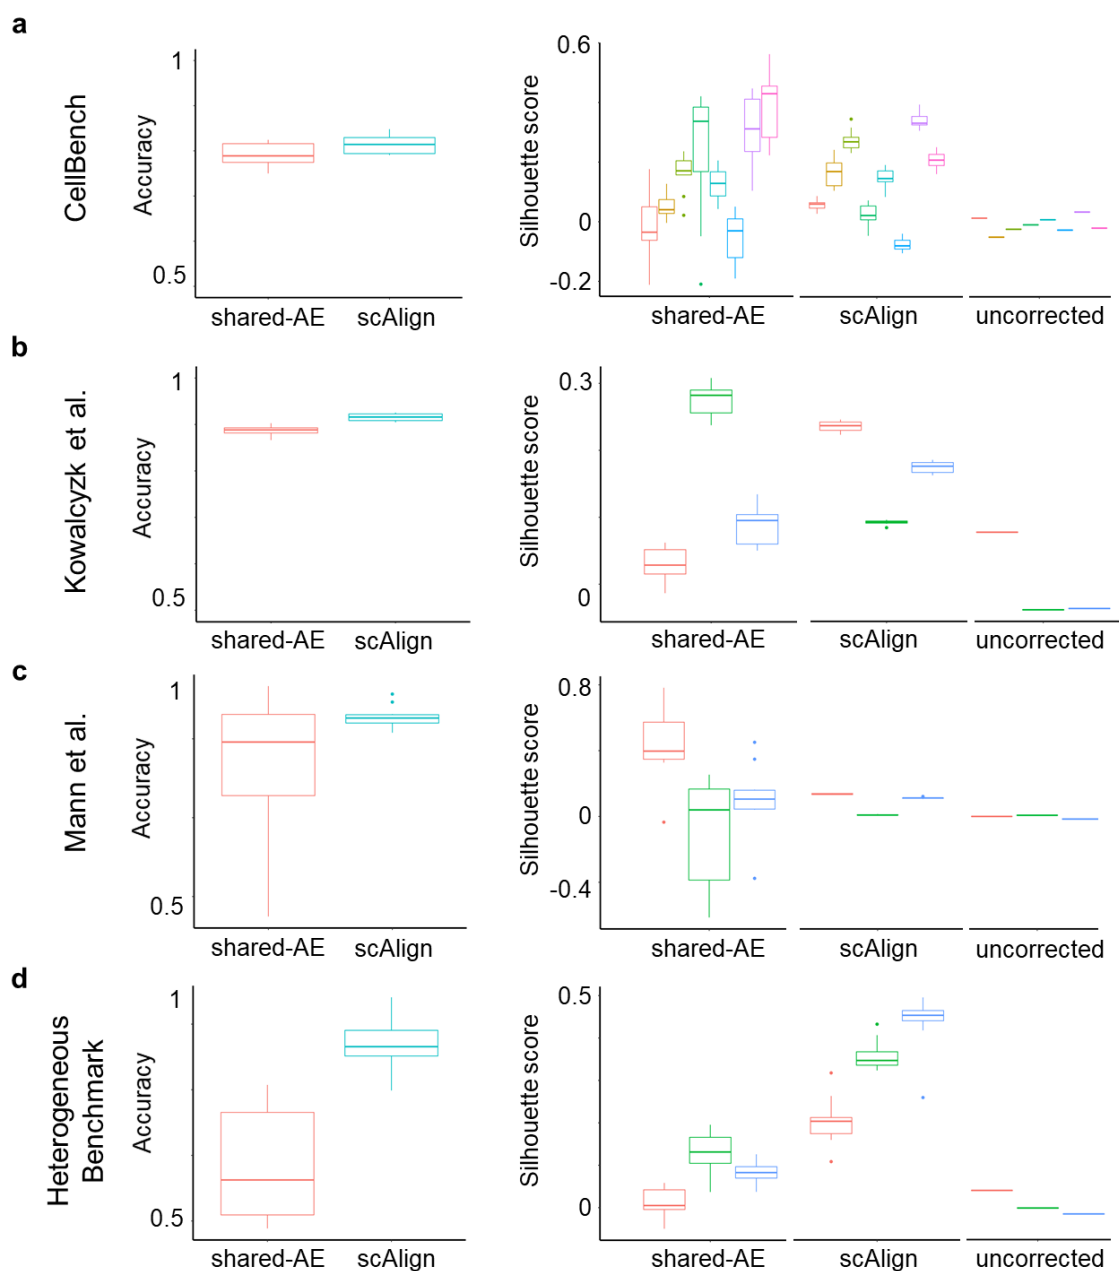 a
CellBench
Accuracy
1
0.5
shared-AE
scAlign
Silhouette score
0.6
0
-0.2
shared-AE
scAlign
uncorrected
b
Kowalcyzk et al.
Accuracy
1
0.5
shared-AE
scAlign
Silhouette score
0.3
0
shared-AE
scAlign
uncorrected
c
Mann et al.
Accuracy
1
0.5
shared-AE
scAlign
Silhouette score
0.8
0
-0.4
shared-AE
scAlign
uncorrected
d
Heterogeneous
Benchmark
Accuracy
1
0.5
shared-AE
scAlign
Silhouette score
0.5
0
shared-AE
scAlign
uncorrected